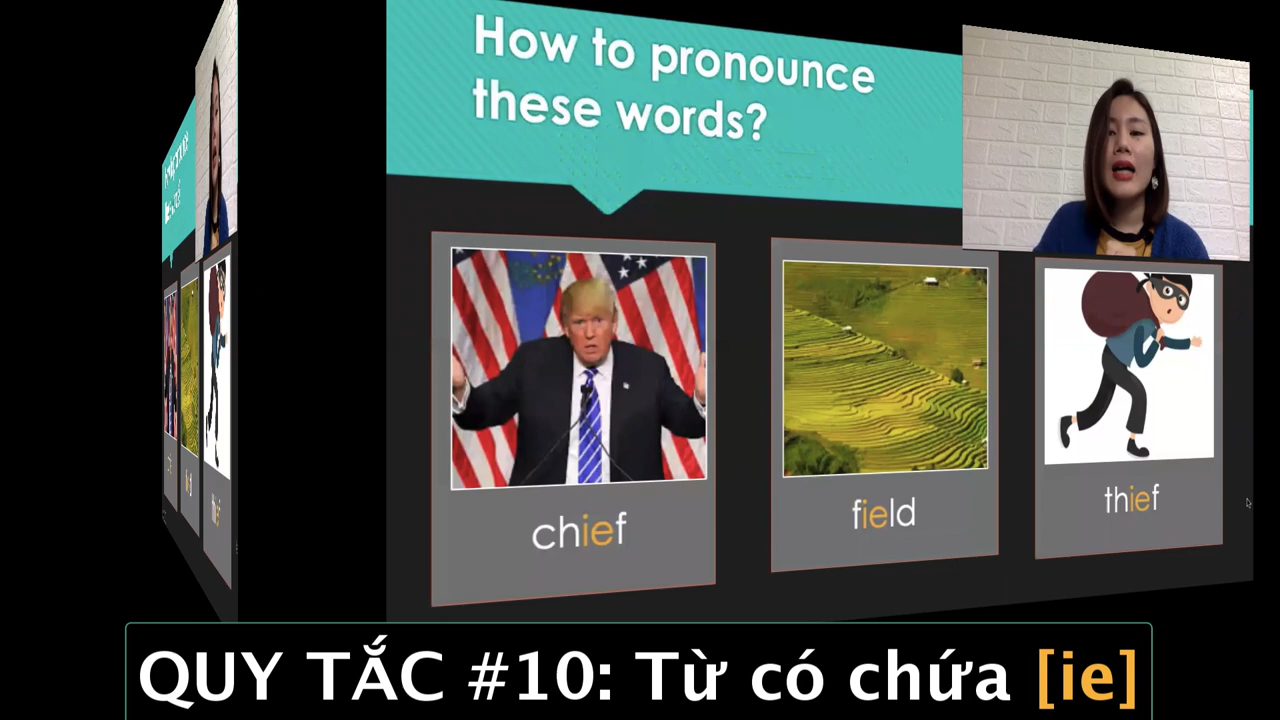 How to pronounce
these words?
chief
field
thief
QUY TẮC #10: Từ có chứa [ie]